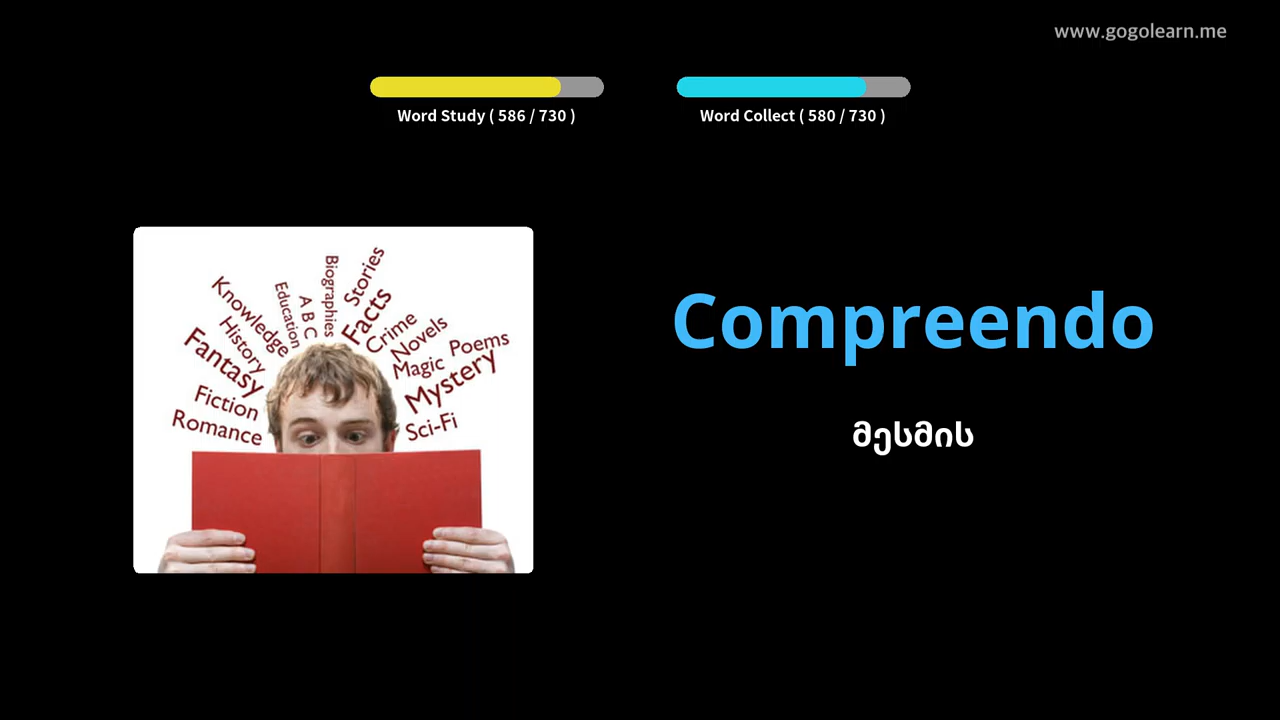 www.gogolearn.me
Word Study ( 586 / 730 )
Word Collect ( 580 / 730 )
Compreendo
მესმის
Knowledge
Education
A B C
Biographies
Stories
Facts
Crime
Novels
Poems
History
Fantasy
Magic
Mystery
Fiction
Romance
Sci-Fi